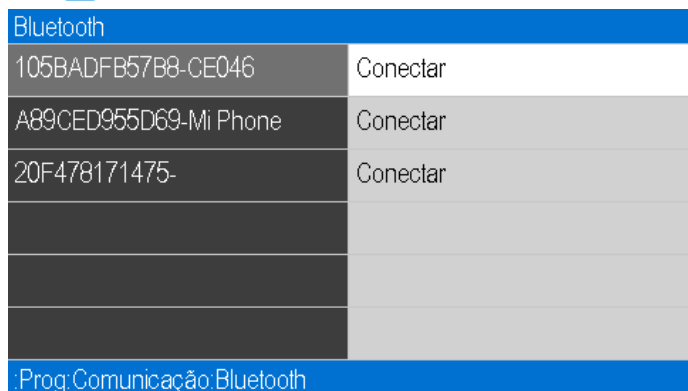 Bluetooth
105BADFB57B8-CE046 Conectar
A89CED955D69-Mi Phone Conectar
20F478171475- Conectar
:Prog:Comunicação:Bluetooth